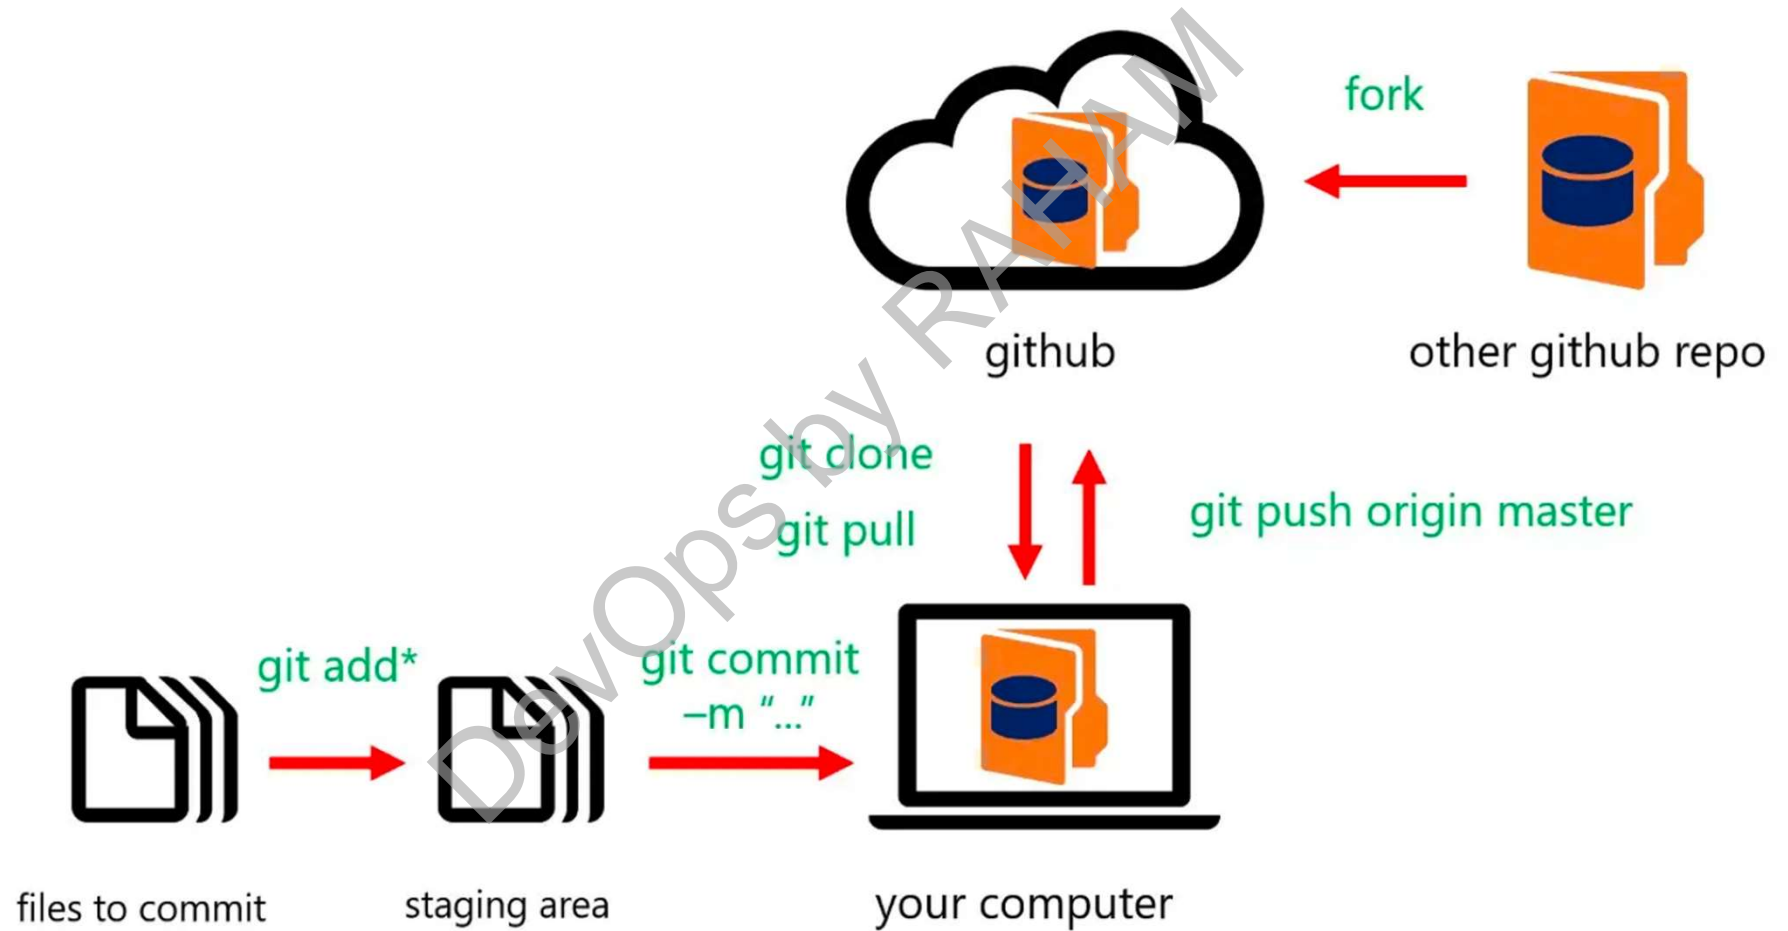 fork
github
other github repo
git clone
git pull
git push origin master
git add*
git commit
–m “...”
files to commit
staging area
your computer
DevOps by RAHAM